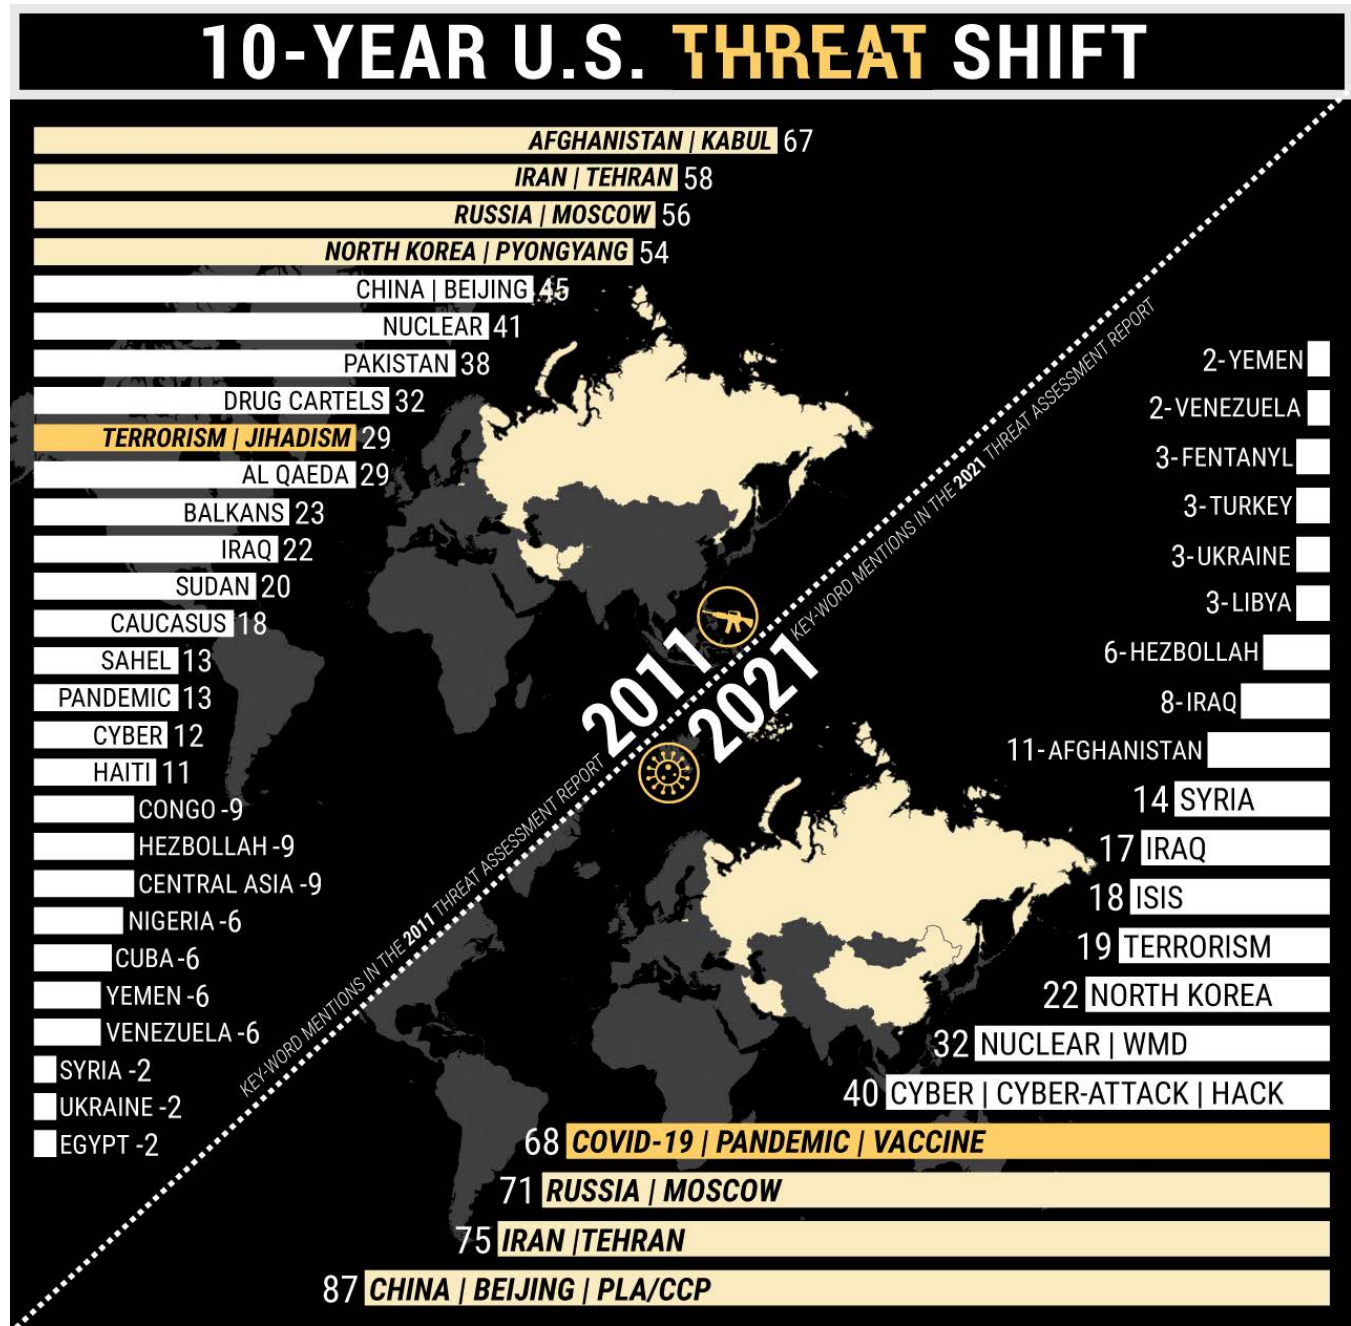 10-YEAR U.S. THREAT SHIFT
AFGHANISTAN | KABUL 67
IRAN | TEHRAN 58
RUSSIA | MOSCOW 56
NORTH KOREA | PYONGYANG 54
CHINA | BEIJING 45
NUCLEAR 41
PAKISTAN 38
DRUG CARTELS 32
TERRORISM | JIHADISM 29
AL QAEDA 29
BALKANS 23
IRAQ 22
SUDAN 20
CAUCASUS 18
SAHEL 13
PANDEMIC 13
CYBER 12
HAITI 11
CONGO -9
HEZBOLLAH -9
CENTRAL ASIA -9
NIGERIA -6
CUBA -6
YEMEN -6
VENEZUELA -6
SYRIA -2
UKRAINE -2
EGYPT -2
KEY-WORD MENTIONS IN THE 2011 THREAT ASSESSMENT REPORT
2011
2021
KEY-WORD MENTIONS IN THE 2021 THREAT ASSESSMENT REPORT
2-YEMEN
2-VENEZUELA
3-FENTANYL
3-TURKEY
3-UKRAINE
3-LIBYA
6-HEZBOLLAH
8-IRAQ
11-AFGHANISTAN
14 SYRIA
17 IRAQ
18 ISIS
19 TERRORISM
22 NORTH KOREA
32 NUCLEAR | WMD
40 CYBER | CYBER-ATTACK | HACK
68 COVID-19 | PANDEMIC | VACCINE
71 RUSSIA | MOSCOW
75 IRAN |TEHRAN
87 CHINA | BEIJING | PLA/CCP